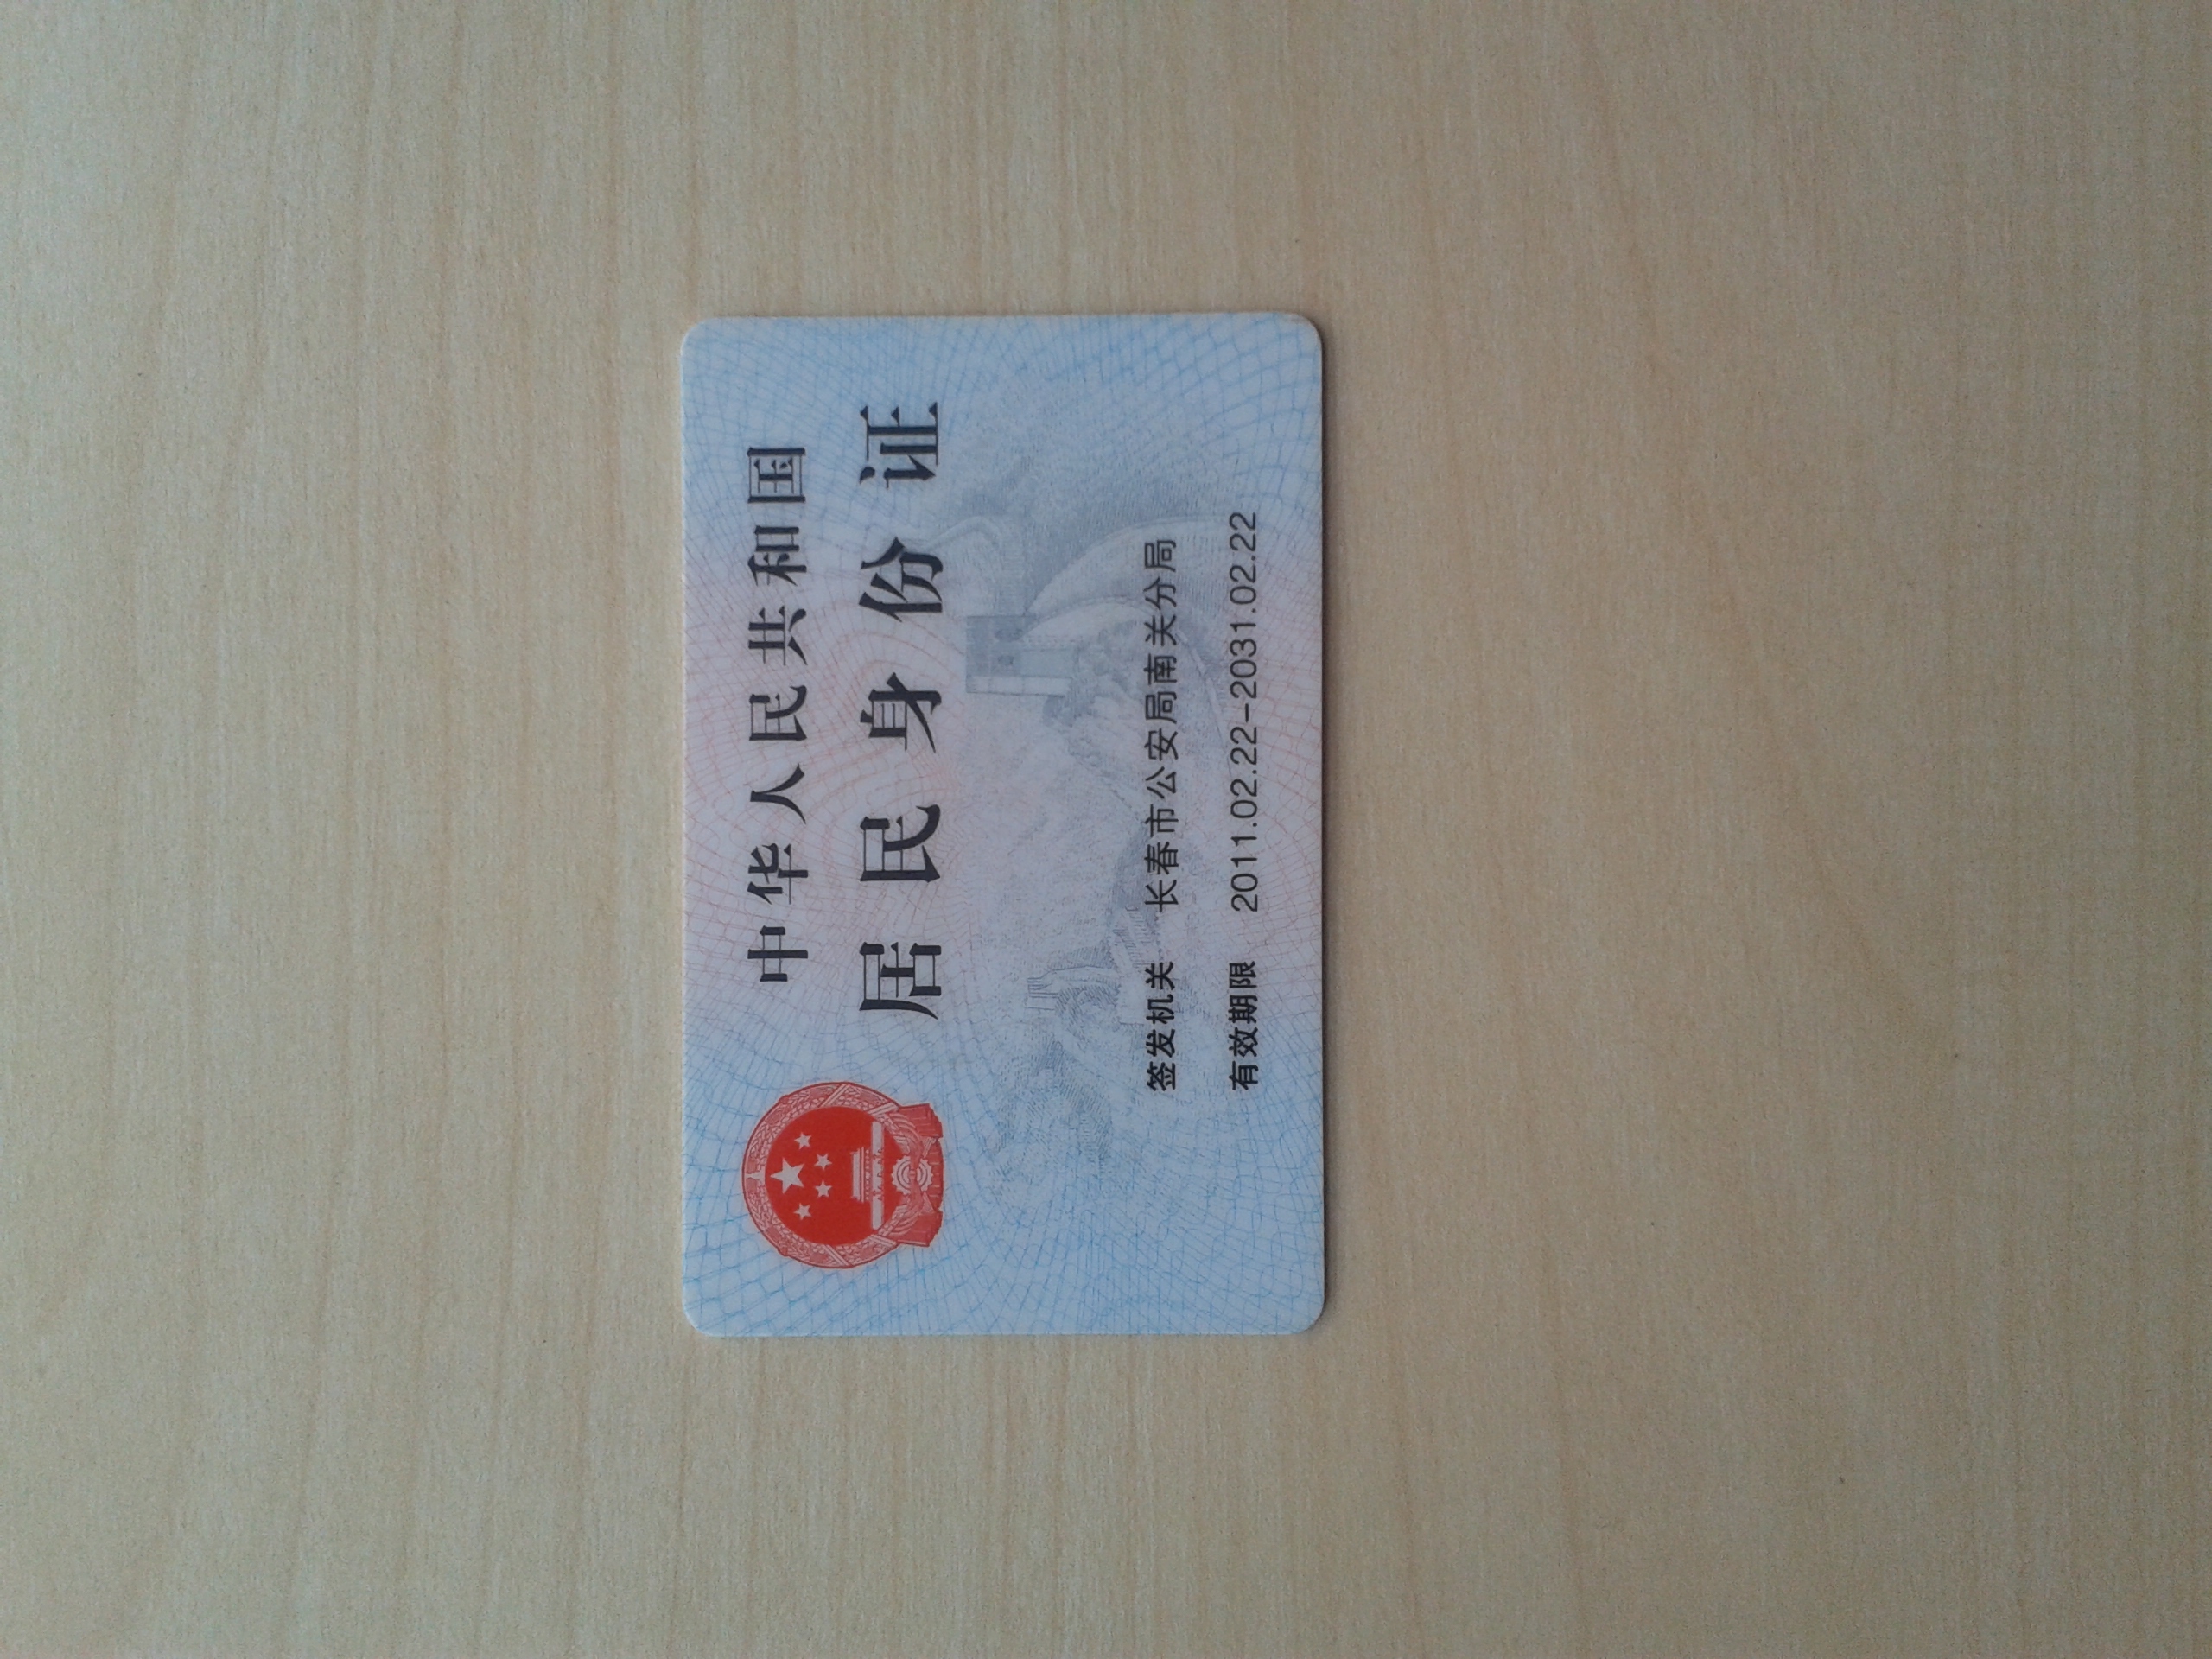 中华人民共和国
居民身份证
签发机关 长春市公安局南关分局
有效期限 2011.02.22-2031.02.22